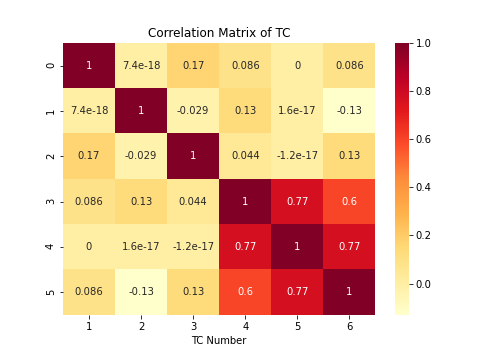 Correlation Matrix of TC
0 1 7.4e-18 0.17 0.086 0 0.086
1 7.4e-18 1 -0.029 0.13 1.6e-17 -0.13
2 0.17 -0.029 1 0.044 -1.2e-17 0.13
3 0.086 0.13 0.044 1 0.77 0.6
4 0 1.6e-17 -1.2e-17 0.77 1 0.77
5 0.086 -0.13 0.13 0.6 0.77 1
1 2 3 4 5 6
TC Number
1.0
0.8
0.6
0.4
0.2
0.0